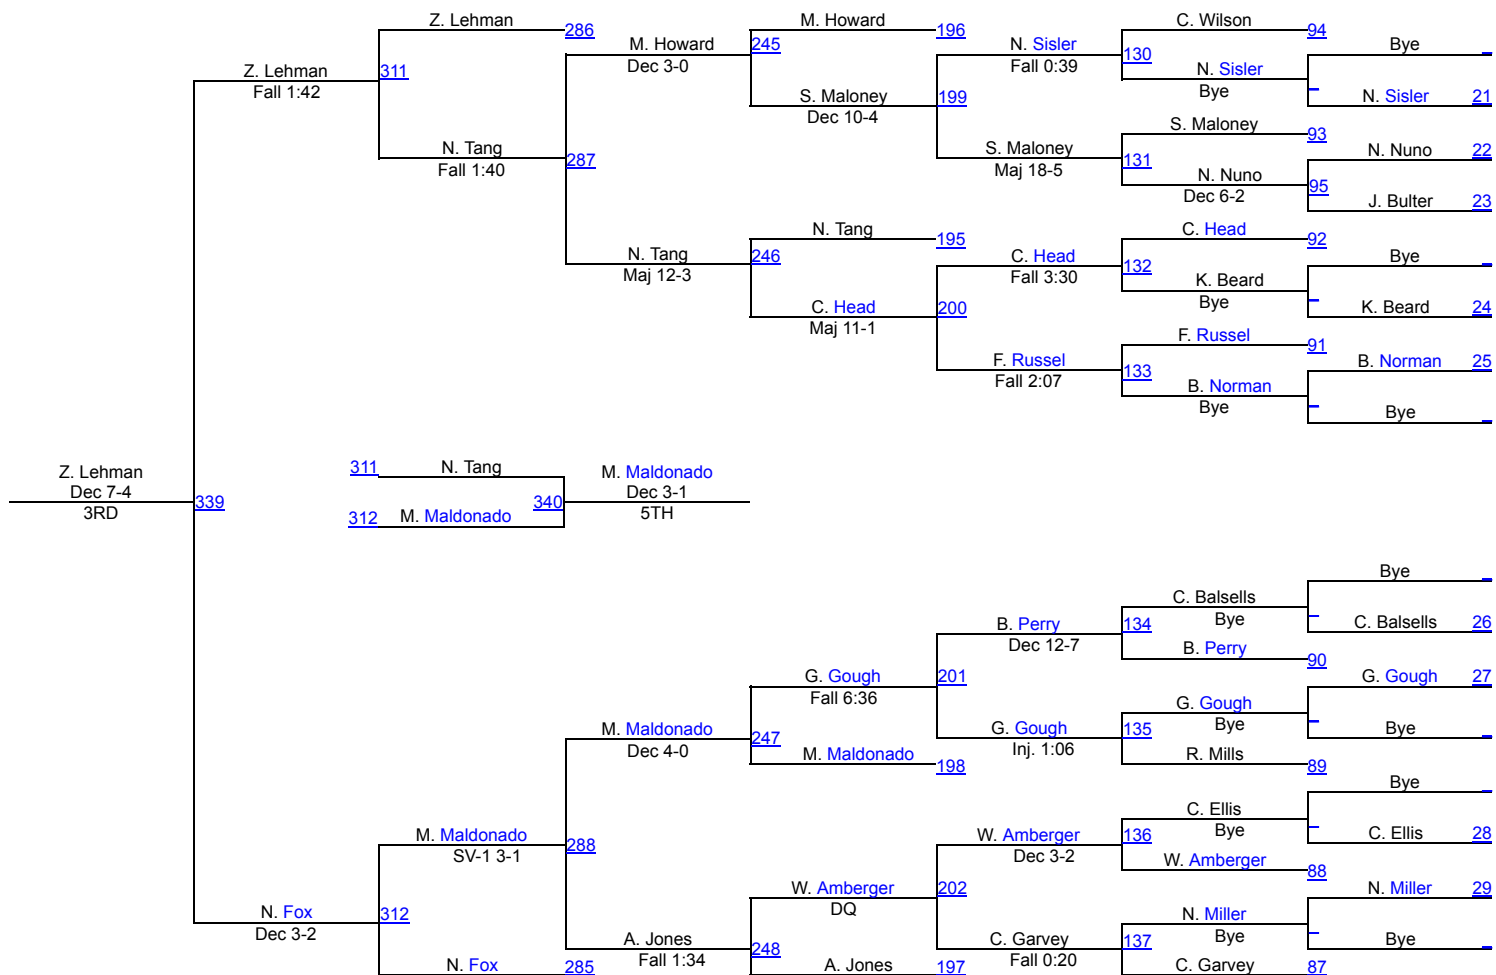 Z. Lehman
286
M. Howard
196
C. Wilson
94
Bye
M. Howard
Dec 3-0
245
N. Sisler
Fall 0:39
130
N. Sisler
Bye
Z. Lehman
Fall 1:42
311
S. Maloney
Dec 10-4
199
N. Sisler
21
S. Maloney
93
N. Tang
Fall 1:40
287
S. Maloney
Maj 18-5
131
N. Nuno
22
N. Nuno
Dec 6-2
95
J. Bulter
23
N. Tang
195
C. Head
92
N. Tang
Maj 12-3
246
C. Head
Fall 3:30
132
Bye
K. Beard
Bye
C. Head
Maj 11-1
200
K. Beard
24
F. Russel
91
F. Russel
Fall 2:07
133
B. Norman
25
B. Norman
Bye
Bye
Z. Lehman
Dec 7-4
3RD
339
311
N. Tang
312
M. Maldonado
340
M. Maldonado
Dec 3-1
5TH
Bye
C. Balsells
Bye
B. Perry
Dec 12-7
134
C. Balsells
26
B. Perry
90
G. Gough
Fall 6:36
201
G. Gough
27
G. Gough
Bye
M. Maldonado
Dec 4-0
247
G. Gough
Inj. 1:06
135
Bye
M. Maldonado
198
R. Mills
89
Bye
C. Ellis
Bye
M. Maldonado
SV-1 3-1
288
W. Amberger
Dec 3-2
136
C. Ellis
28
W. Amberger
88
W. Amberger
DQ
202
N. Miller
29
N. Fox
Dec 3-2
312
N. Miller
Bye
A. Jones
Fall 1:34
248
C. Garvey
Fall 0:20
137
Bye
N. Fox
285
A. Jones
197
C. Garvey
87